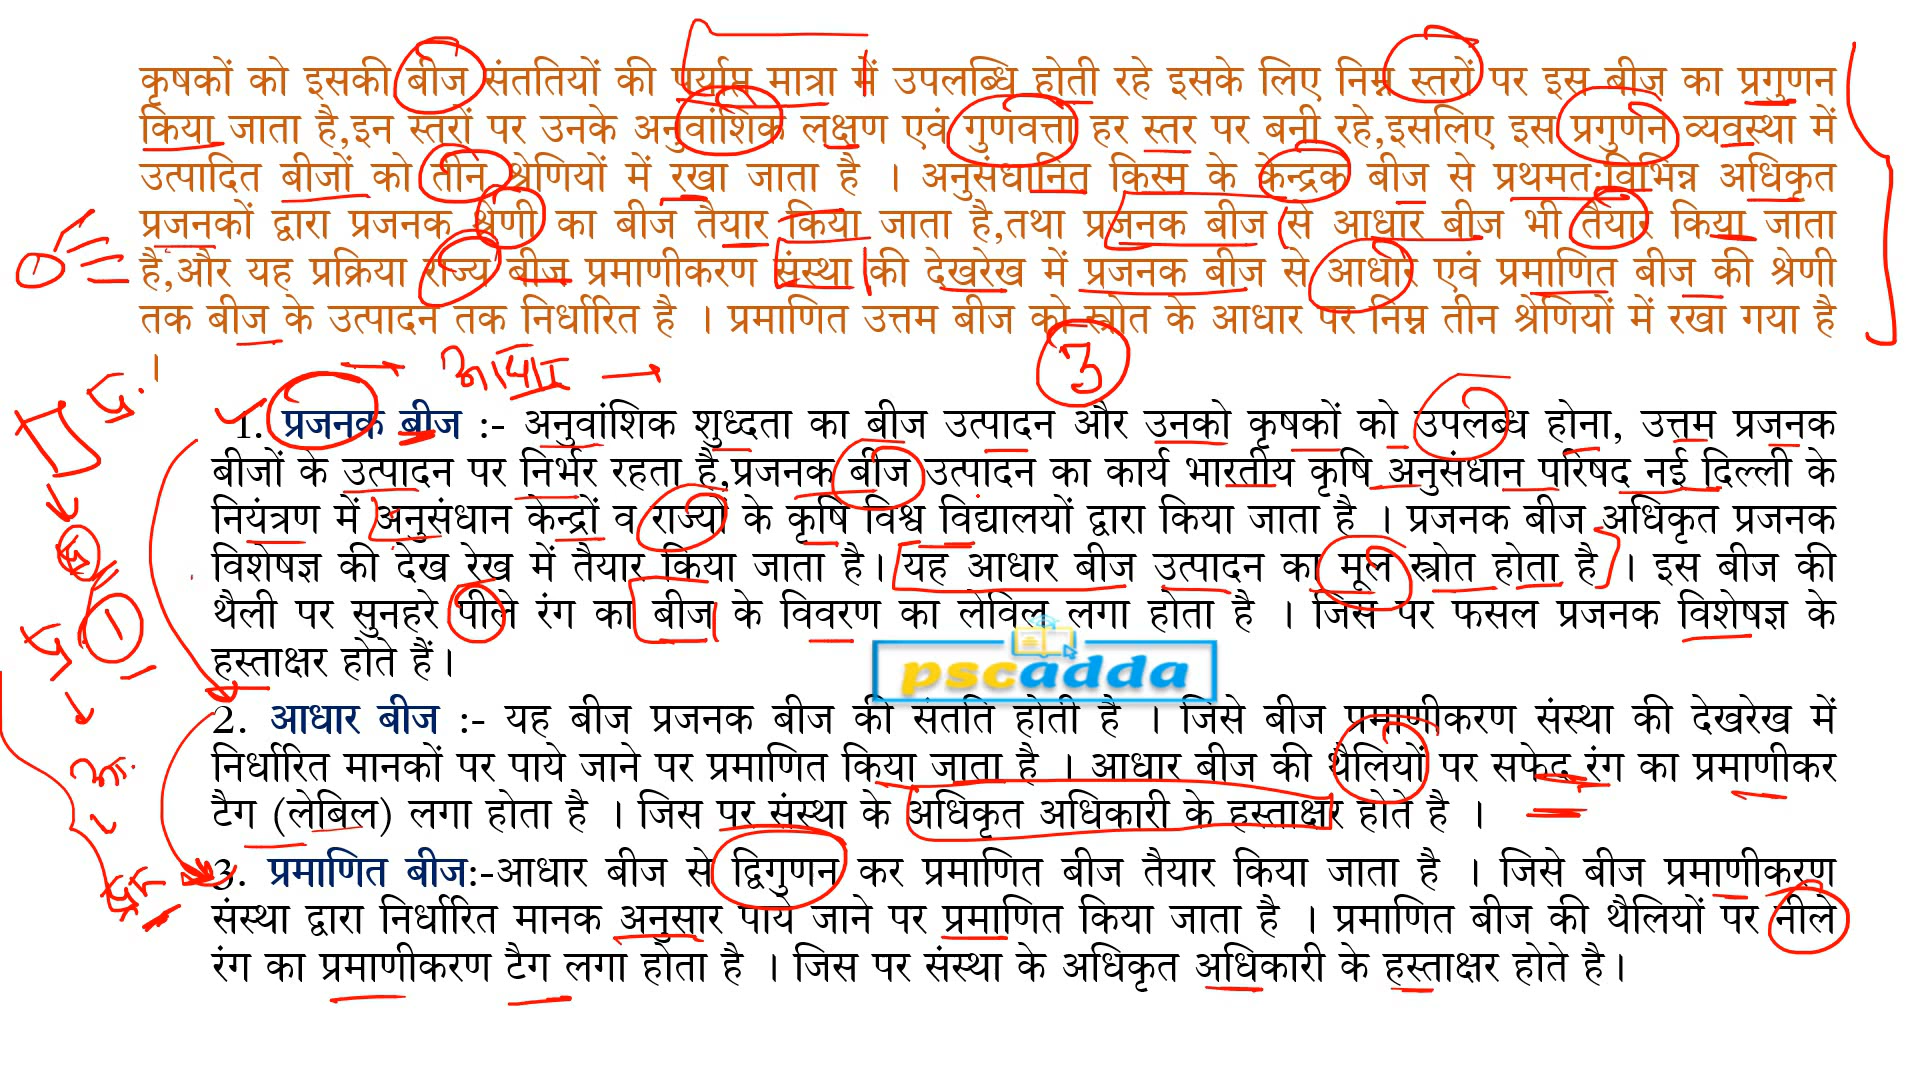 कृषकों को इसकी बीज संततियों की पर्याप्त मात्रा में उपलब्धि होती रहे इसके लिए निम्न स्तरों पर इस बीज का प्रगुणन
किया जाता है,इन स्तरों पर उनके अनुवांशिक लक्षण एवं गुणवत्ता हर स्तर पर बनी रहे,इसलिए इस प्रगुणन व्यवस्था में
उत्पादित बीजों को तीन श्रेणियों में रखा जाता है । अनुसंधानित किस्म के केन्द्रक बीज से प्रथमत:विभिन्न अधिकृत
प्रजनकों द्वारा प्रजनक श्रेणी का बीज तैयार किया जाता है,तथा प्रजनक बीज से आधार बीज भी तैयार किया जाता
है,और यह प्रक्रिया राज्य बीज प्रमाणीकरण संस्था की देखरेख में प्रजनक बीज से आधार एवं प्रमाणित बीज की श्रेणी
तक बीज के उत्पादन तक निर्धारित है । प्रमाणित उत्तम बीज को स्त्रोत के आधार पर निम्न तीन श्रेणियों में रखा गया है
।
3
1. प्रजनक बीज :- अनुवांशिक शुध्दता का बीज उत्पादन और उनको कृषकों को उपलब्ध होना, उत्तम प्रजनक
बीजों के उत्पादन पर निर्भर रहता है,प्रजनक बीज उत्पादन का कार्य भारतीय कृषि अनुसंधान परिषद नई दिल्ली के
नियंत्रण में अनुसंधान केन्द्रों व राज्यों के कृषि विश्व विद्यालयों द्वारा किया जाता है । प्रजनक बीज अधिकृत प्रजनक
विशेषज्ञ की देख रेख में तैयार किया जाता है। यह आधार बीज उत्पादन का मूल स्त्रोत होता है । इस बीज की
थैली पर सुनहरे पीले रंग का बीज के विवरण का लेविल लगा होता है । जिस पर फसल प्रजनक विशेषज्ञ के
हस्ताक्षर होते हैं।
pscadda
2. आधार बीज :- यह बीज प्रजनक बीज की संतति होती है । जिसे बीज प्रमाणीकरण संस्था की देखरेख में
निर्धारित मानकों पर पाये जाने पर प्रमाणित किया जाता है । आधार बीज की थैलियों पर सफेद रंग का प्रमाणीकर
टैग (लेबिल) लगा होता है । जिस पर संस्था के अधिकृत अधिकारी के हस्ताक्षर होते है ।
3. प्रमाणित बीज:-आधार बीज से द्विगुणन कर प्रमाणित बीज तैयार किया जाता है । जिसे बीज प्रमाणीकरण
संस्था द्वारा निर्धारित मानक अनुसार पाये जाने पर प्रमाणित किया जाता है । प्रमाणित बीज की थैलियों पर नीले
रंग का प्रमाणीकरण टैग लगा होता है । जिस पर संस्था के अधिकृत अधिकारी के हस्ताक्षर होते है।